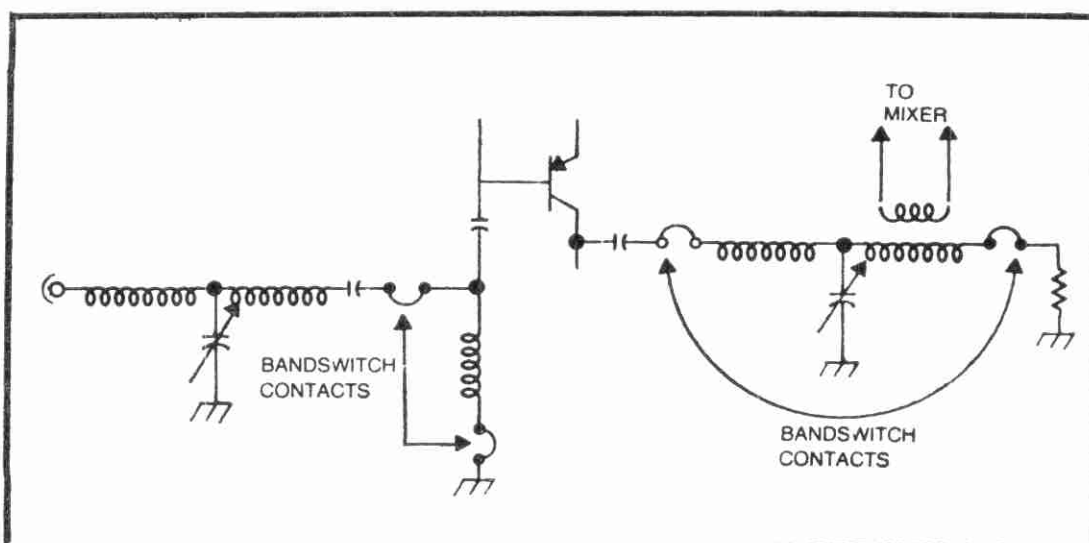 TO
MIXER
BANDSWITCH
CONTACTS
BANDSWITCH
CONTACTS